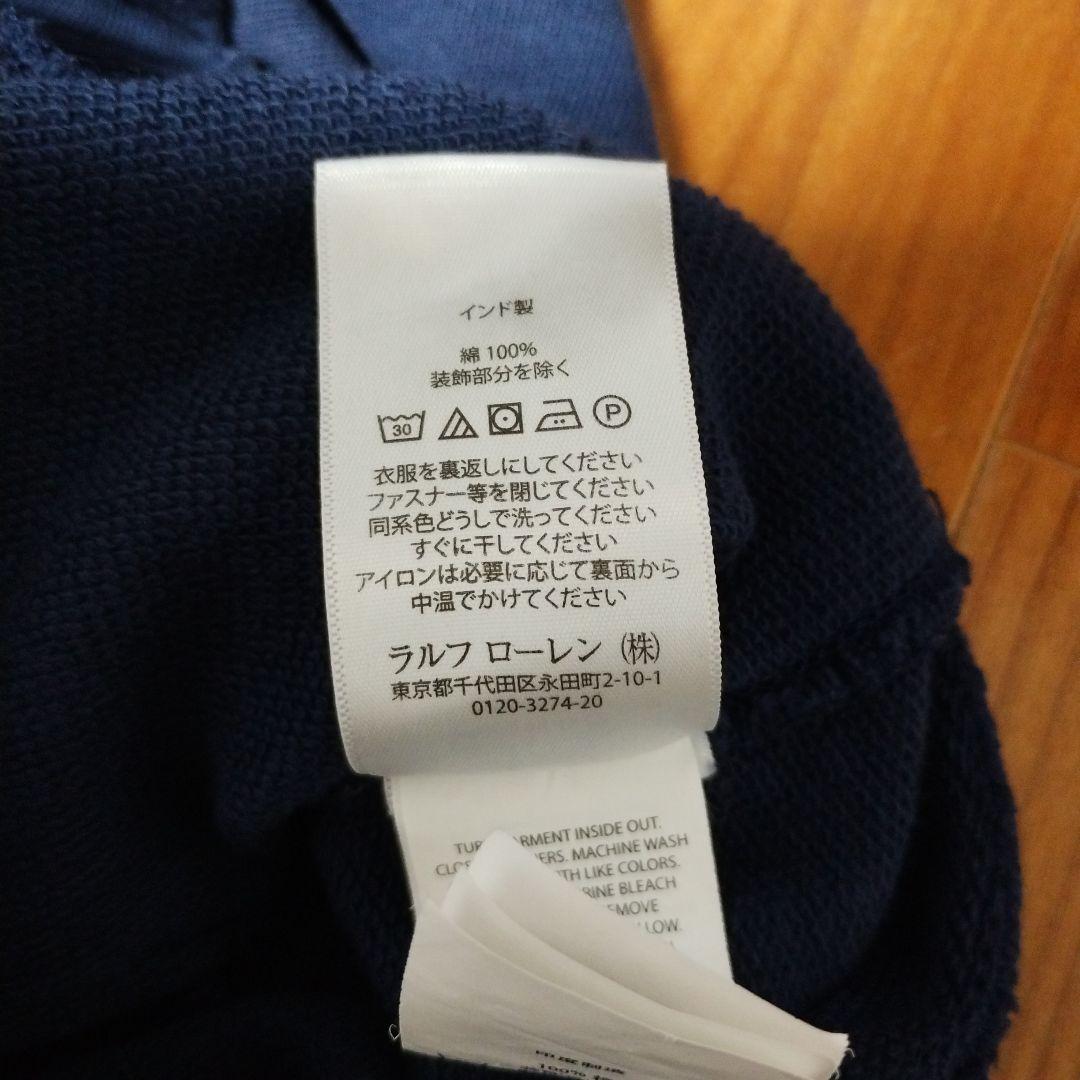 インド製
綿 100%
装飾部分を除く
30 P
衣服を裏返しにしてください
ファスナー等を閉じてください
同系色どうしで洗ってください
すぐに干してください
アイロンは必要に応じて裏面から
中温でかけてください
ラルフ ローレン (株)
東京都千代田区永田町2-10-1
0120-3274-20
INSIDE OUT.
MACHINE WASH
LIKE COLORS.
BLEACH
100%